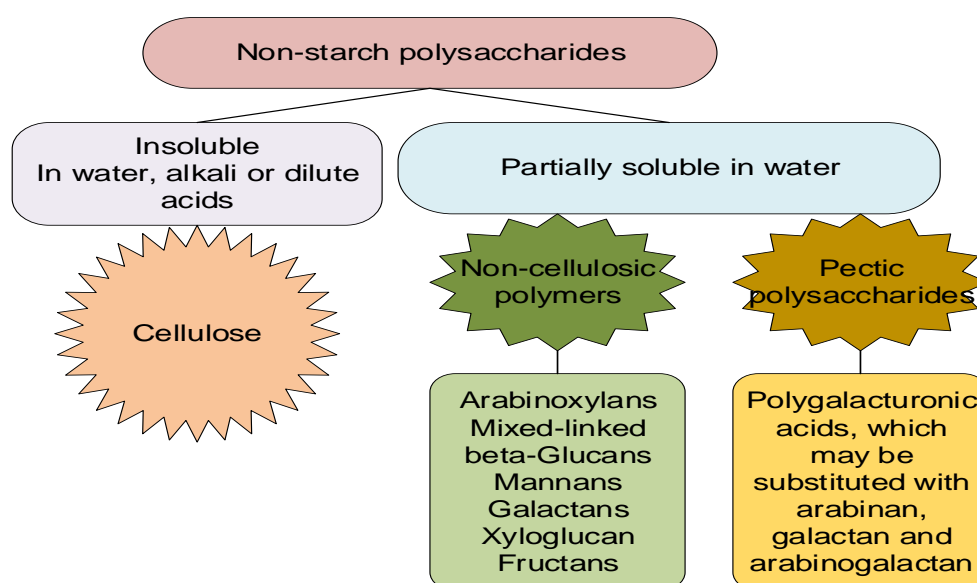 Non-starch polysaccharides
Insoluble
In water, alkali or dilute
acids
Partially soluble in water
Cellulose
Non-cellulosic
polymers
Pectic
polysaccharides
Arabinoxylans
Mixed-linked
beta-Glucans
Mannans
Galactans
Xyloglucan
Fructans
Polygalacturonic
acids, which
may be
substituted with
arabinan,
galactan and
arabinogalactan